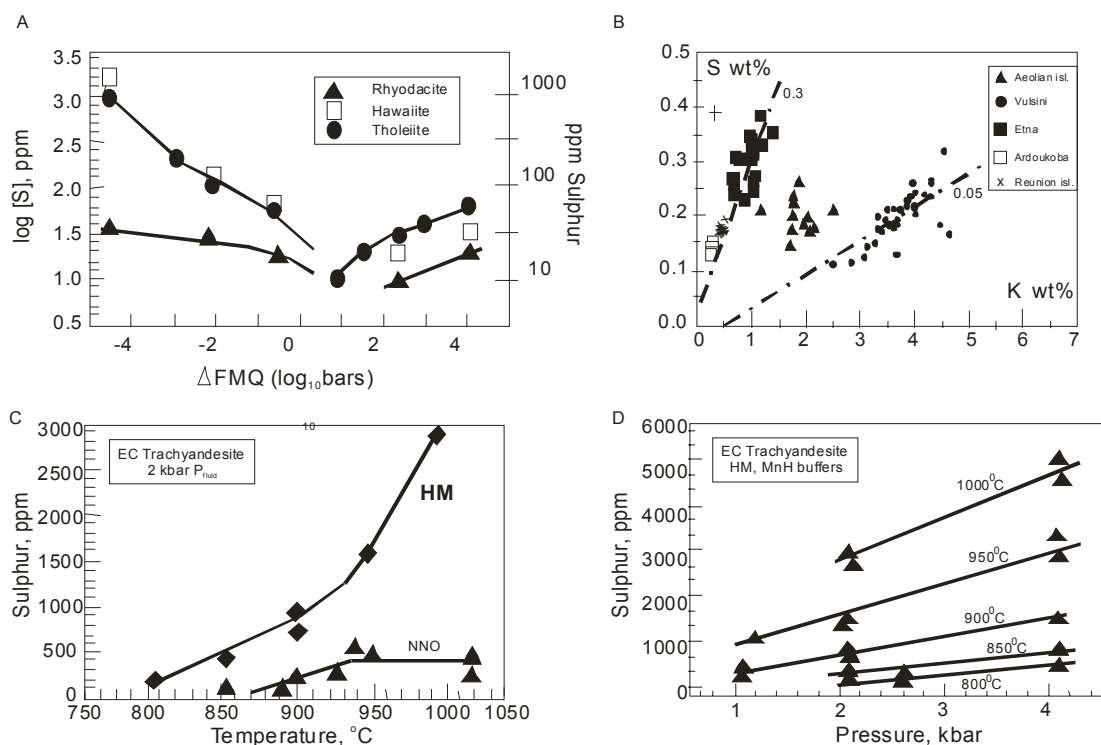 A
3.5
3.0
2.5
2.0
1.5
1.0
0.5
log [S], ppm
1000
100
10
ppm Sulphur
Rhyodacite
Hawaiite
Tholeiite
-4
-2
0
2
4
ΔFMQ (log₁₀bars)
B
0.5
0.4
0.3
0.2
0.1
0.0
S wt%
0.3
0.05
K wt%
Aeolian isl.
Vulsini
Etna
Ardoukoba
x Reunion isl.
0
1
2
3
4
5
6
7
C
3000
2500
2000
1500
1000
500
0
Sulphur, ppm
10
EC Trachyandesite
2 kbar Pfluid
HM
NNO
750
800
850
900
950
1000
1050
Temperature, °C
D
6000
5000
4000
3000
2000
1000
0
Sulphur, ppm
EC Trachyandesite
HM, MnH buffers
1000⁰C
950⁰C
900⁰C
850⁰C
800⁰C
1
2
3
4
Pressure, kbar